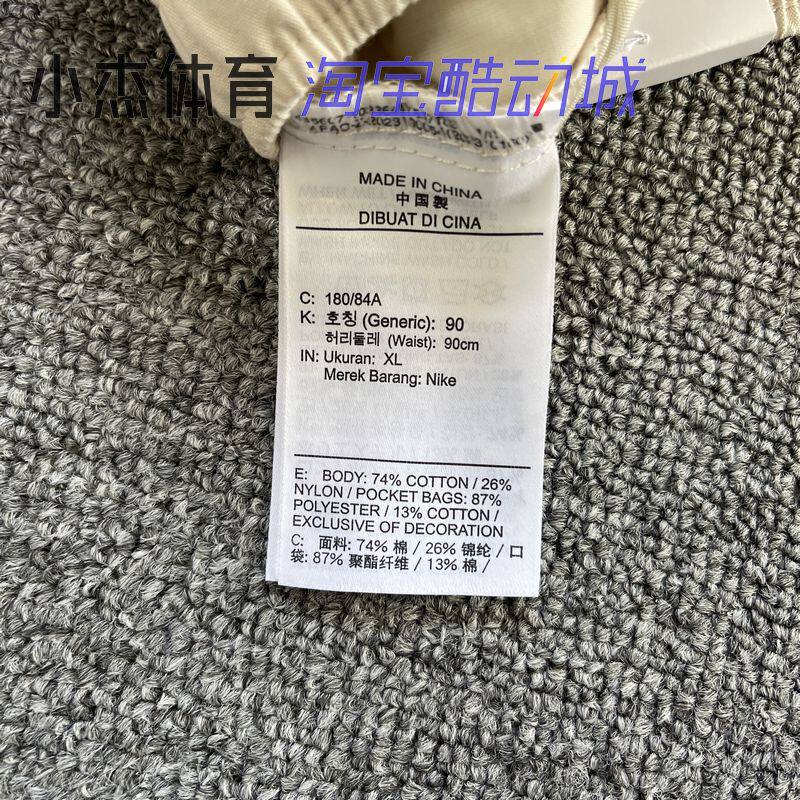 小杰体育 淘宝酷动城
MADE IN CHINA
中国製
DIBUAT DI CINA
C: 180/84A
K: 호칭 (Generic): 90
허리둘레 (Waist): 90cm
IN: Ukuran: XL
Merek Barang: Nike
E: BODY: 74% COTTON / 26%
NYLON / POCKET BAGS: 87%
POLYESTER / 13% COTTON /
EXCLUSIVE OF DECORATION
C: 面料: 74% 棉 / 26% 锦纶 / 口
袋: 87% 聚酯纤维 / 13% 棉 /